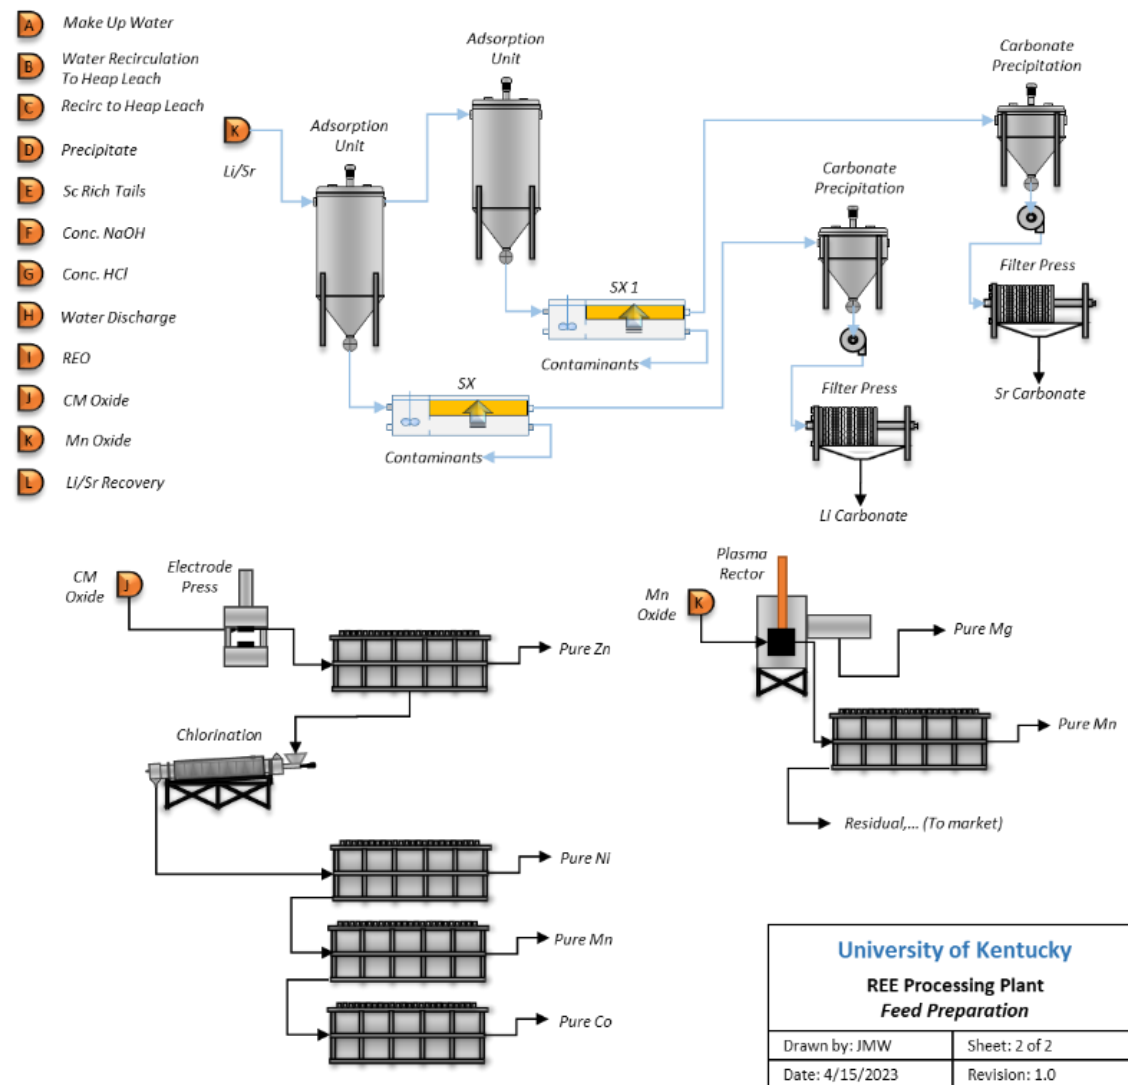 A Make Up Water
B Water Recirculation
To Heap Leach
C Recirc to Heap Leach
D Precipitate
E Sc Rich Tails
F Conc. NaOH
G Conc. HCl
H Water Discharge
I REO
J CM Oxide
K Mn Oxide
L Li/Sr Recovery
K
Li/Sr
Adsorption
Unit
Adsorption
Unit
SX 1
Contaminants
SX
Contaminants
Carbonate
Precipitation
Filter Press
Li Carbonate
Carbonate
Precipitation
Filter Press
Sr Carbonate
CM
Oxide
J
Electrode
Press
Pure Zn
Chlorination
Pure Ni
Pure Mn
Pure Co
Mn
Oxide
K
Plasma
Rector
Pure Mg
Pure Mn
Residual,... (To market)
University of Kentucky
REE Processing Plant
Feed Preparation
Drawn by: JMW
Sheet: 2 of 2
Date: 4/15/2023
Revision: 1.0